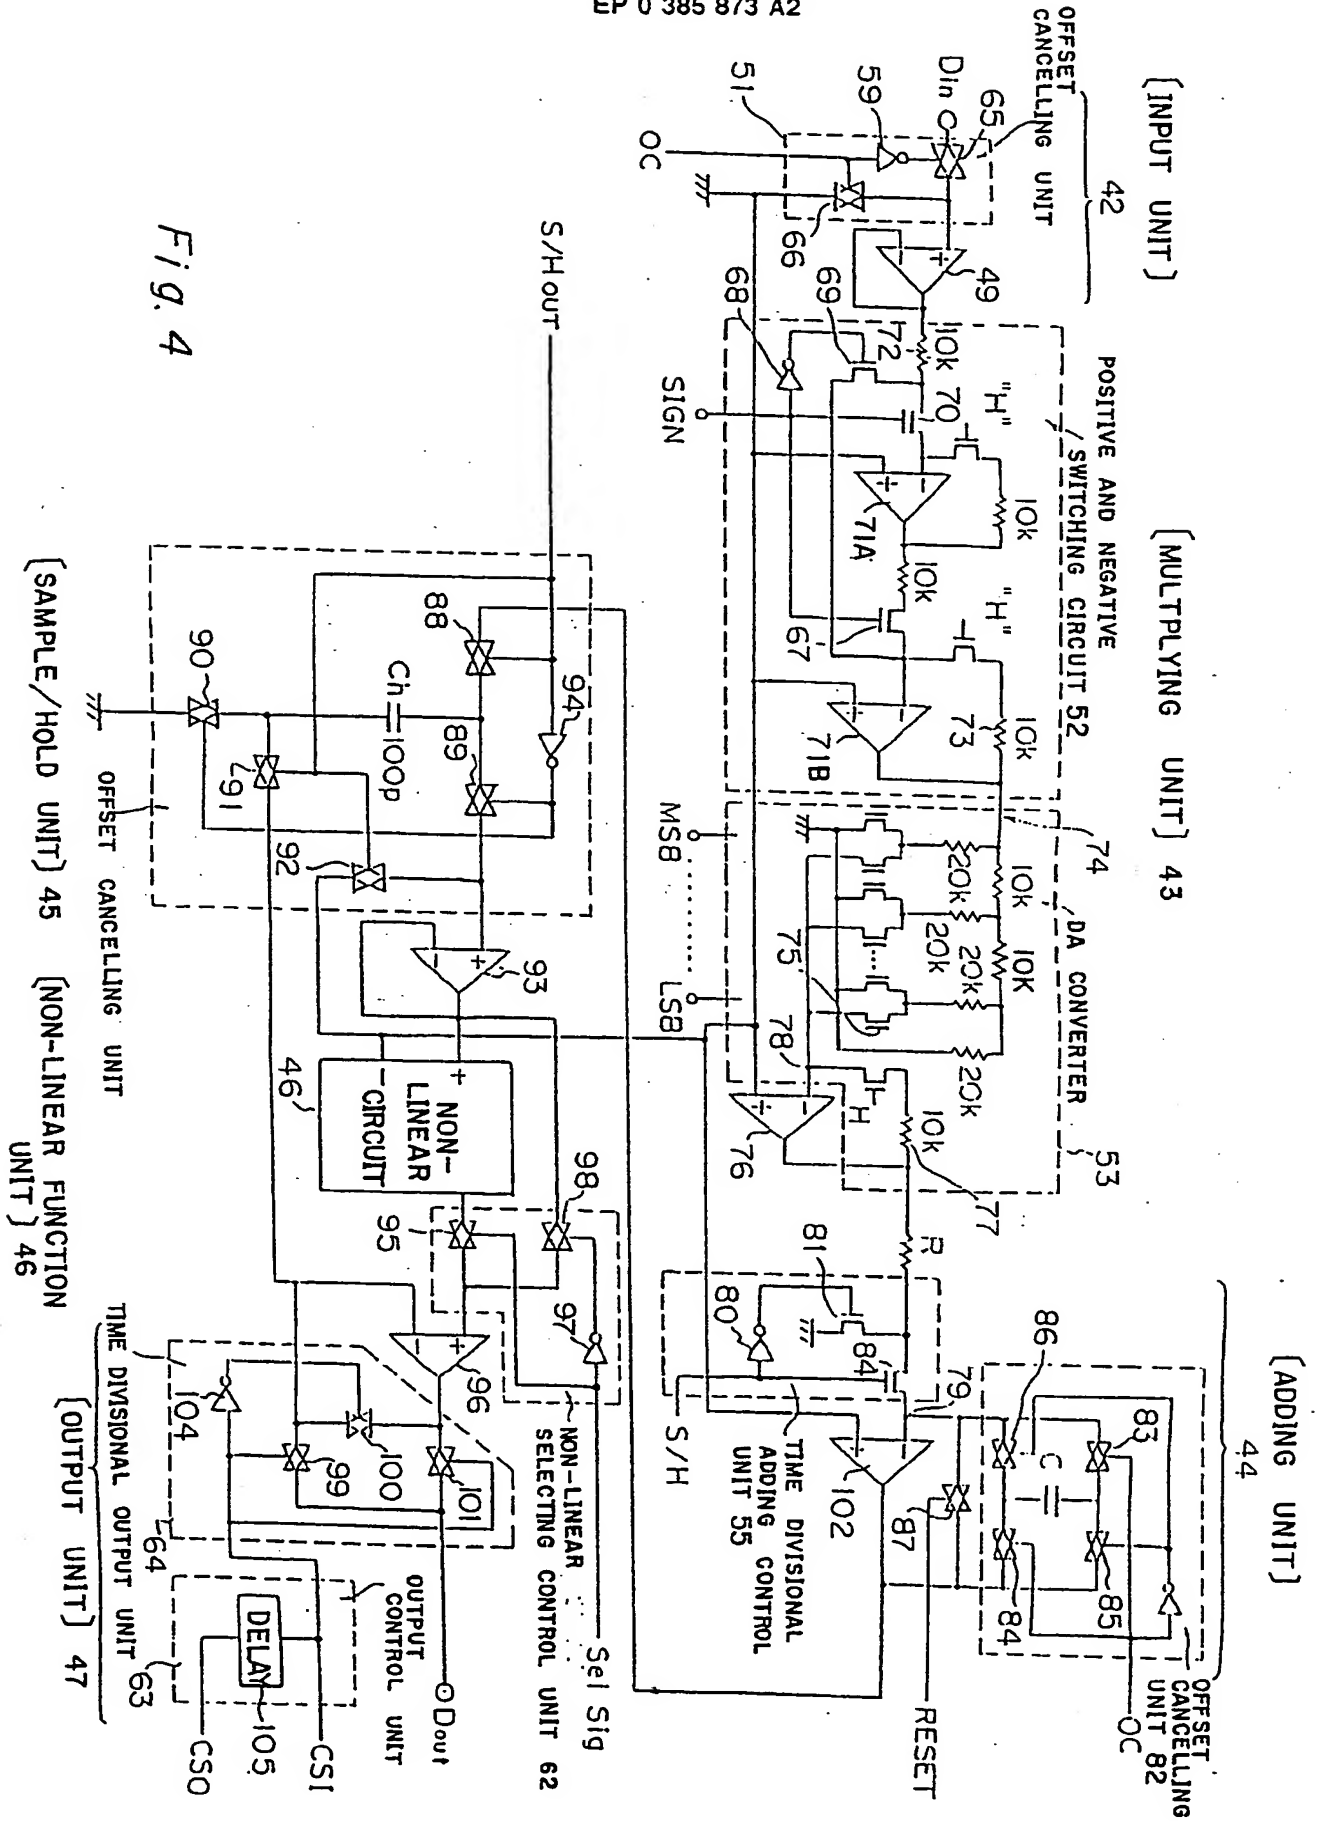 EP 0 385 873 A2
[INPUT UNIT]
42
OFFSET
CANCELLING UNIT
65
Din
59
51
OC
66
49
[MULTPLYING UNIT] 43
POSITIVE AND NEGATIVE
SWITCHING CIRCUIT 52
10k
72
70
69
68
SIGN
"H"
10k
71A
10k
67
"H"
10k
73
71B
74
DA CONVERTER
53
10k
10k
20k
20k
20k
20k
75
78
MSB
LSB
H
10k
77
76
[ADDING UNIT]
44
R
81
80
84
79
S/H
TIME DIVISIONAL
ADDING CONTROL
UNIT 55
102
86
83
C
87
84
85
OFFSET
CANCELLING
UNIT 82
OC
RESET
S/H OUT
88
94
Ch
100p
89
90
91
92
OFFSET CANCELLING UNIT
[SAMPLE/HOLD UNIT] 45
93
NON-
LINEAR
CIRCUIT
46
[NON-LINEAR FUNCTION
UNIT] 46
98
95
97
96
Sel Sig
NON-LINEAR
SELECTING CONTROL UNIT 62
104
100
99
101
Dout
TIME DIVISIONAL OUTPUT UNIT
64
[OUTPUT UNIT] 47
OUTPUT
CONTROL UNIT
DELAY
105
63
CSI
CSO
Fig. 4